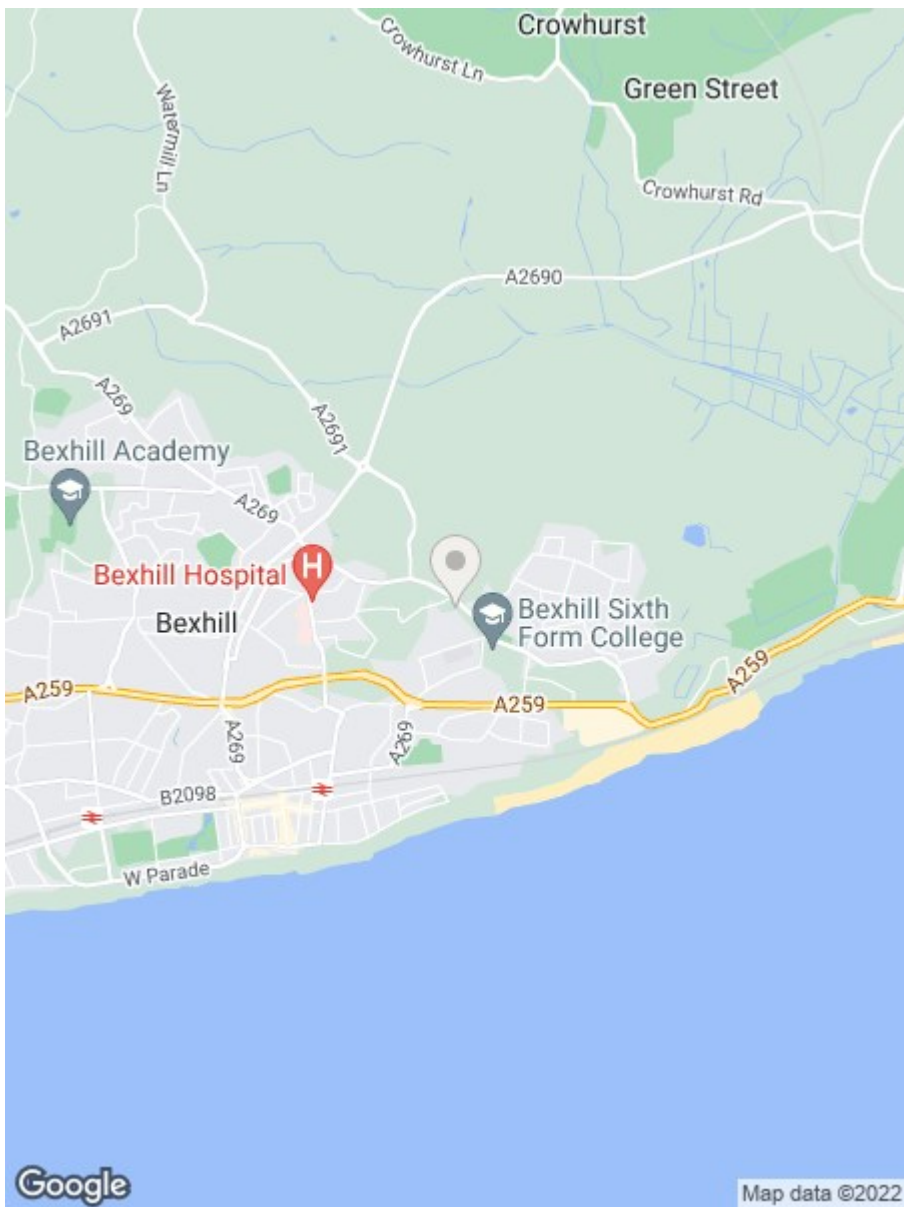 Crowhurst
Crowhurst Ln
Green Street
Watermill Ln
Crowhurst Rd
A2690
A2691
A269
A2691
Bexhill Academy
A269
Bexhill Hospital
H
Bexhill
Bexhill Sixth
Form College
A259
A259
A259
A269
A269
B2098
W Parade
Google
Map data ©2022